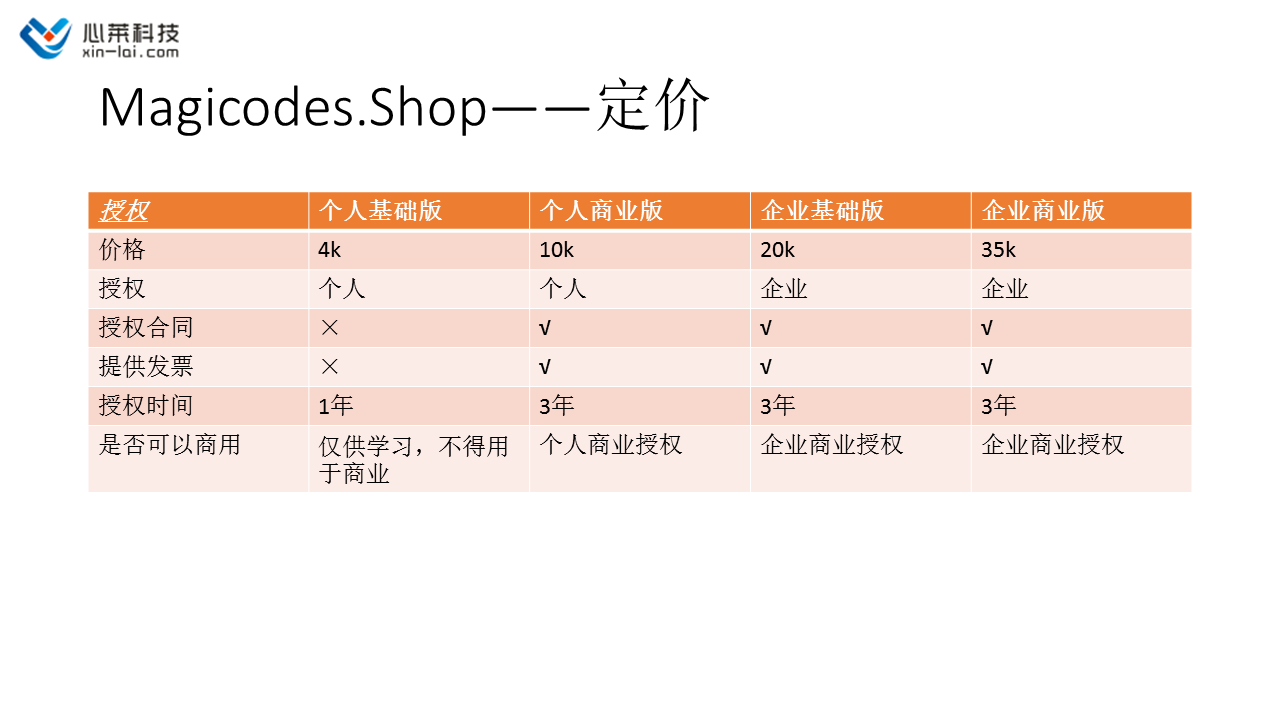 心莱科技
xin-lai.com
Magicodes.Shop——定价
授权 个人基础版 个人商业版 企业基础版 企业商业版
价格 4k 10k 20k 35k
授权 个人 个人 企业 企业
授权合同 × √ √ √
提供发票 × √ √ √
授权时间 1年 3年 3年 3年
是否可以商用 仅供学习，不得用 个人商业授权 企业商业授权 企业商业授权
于商业